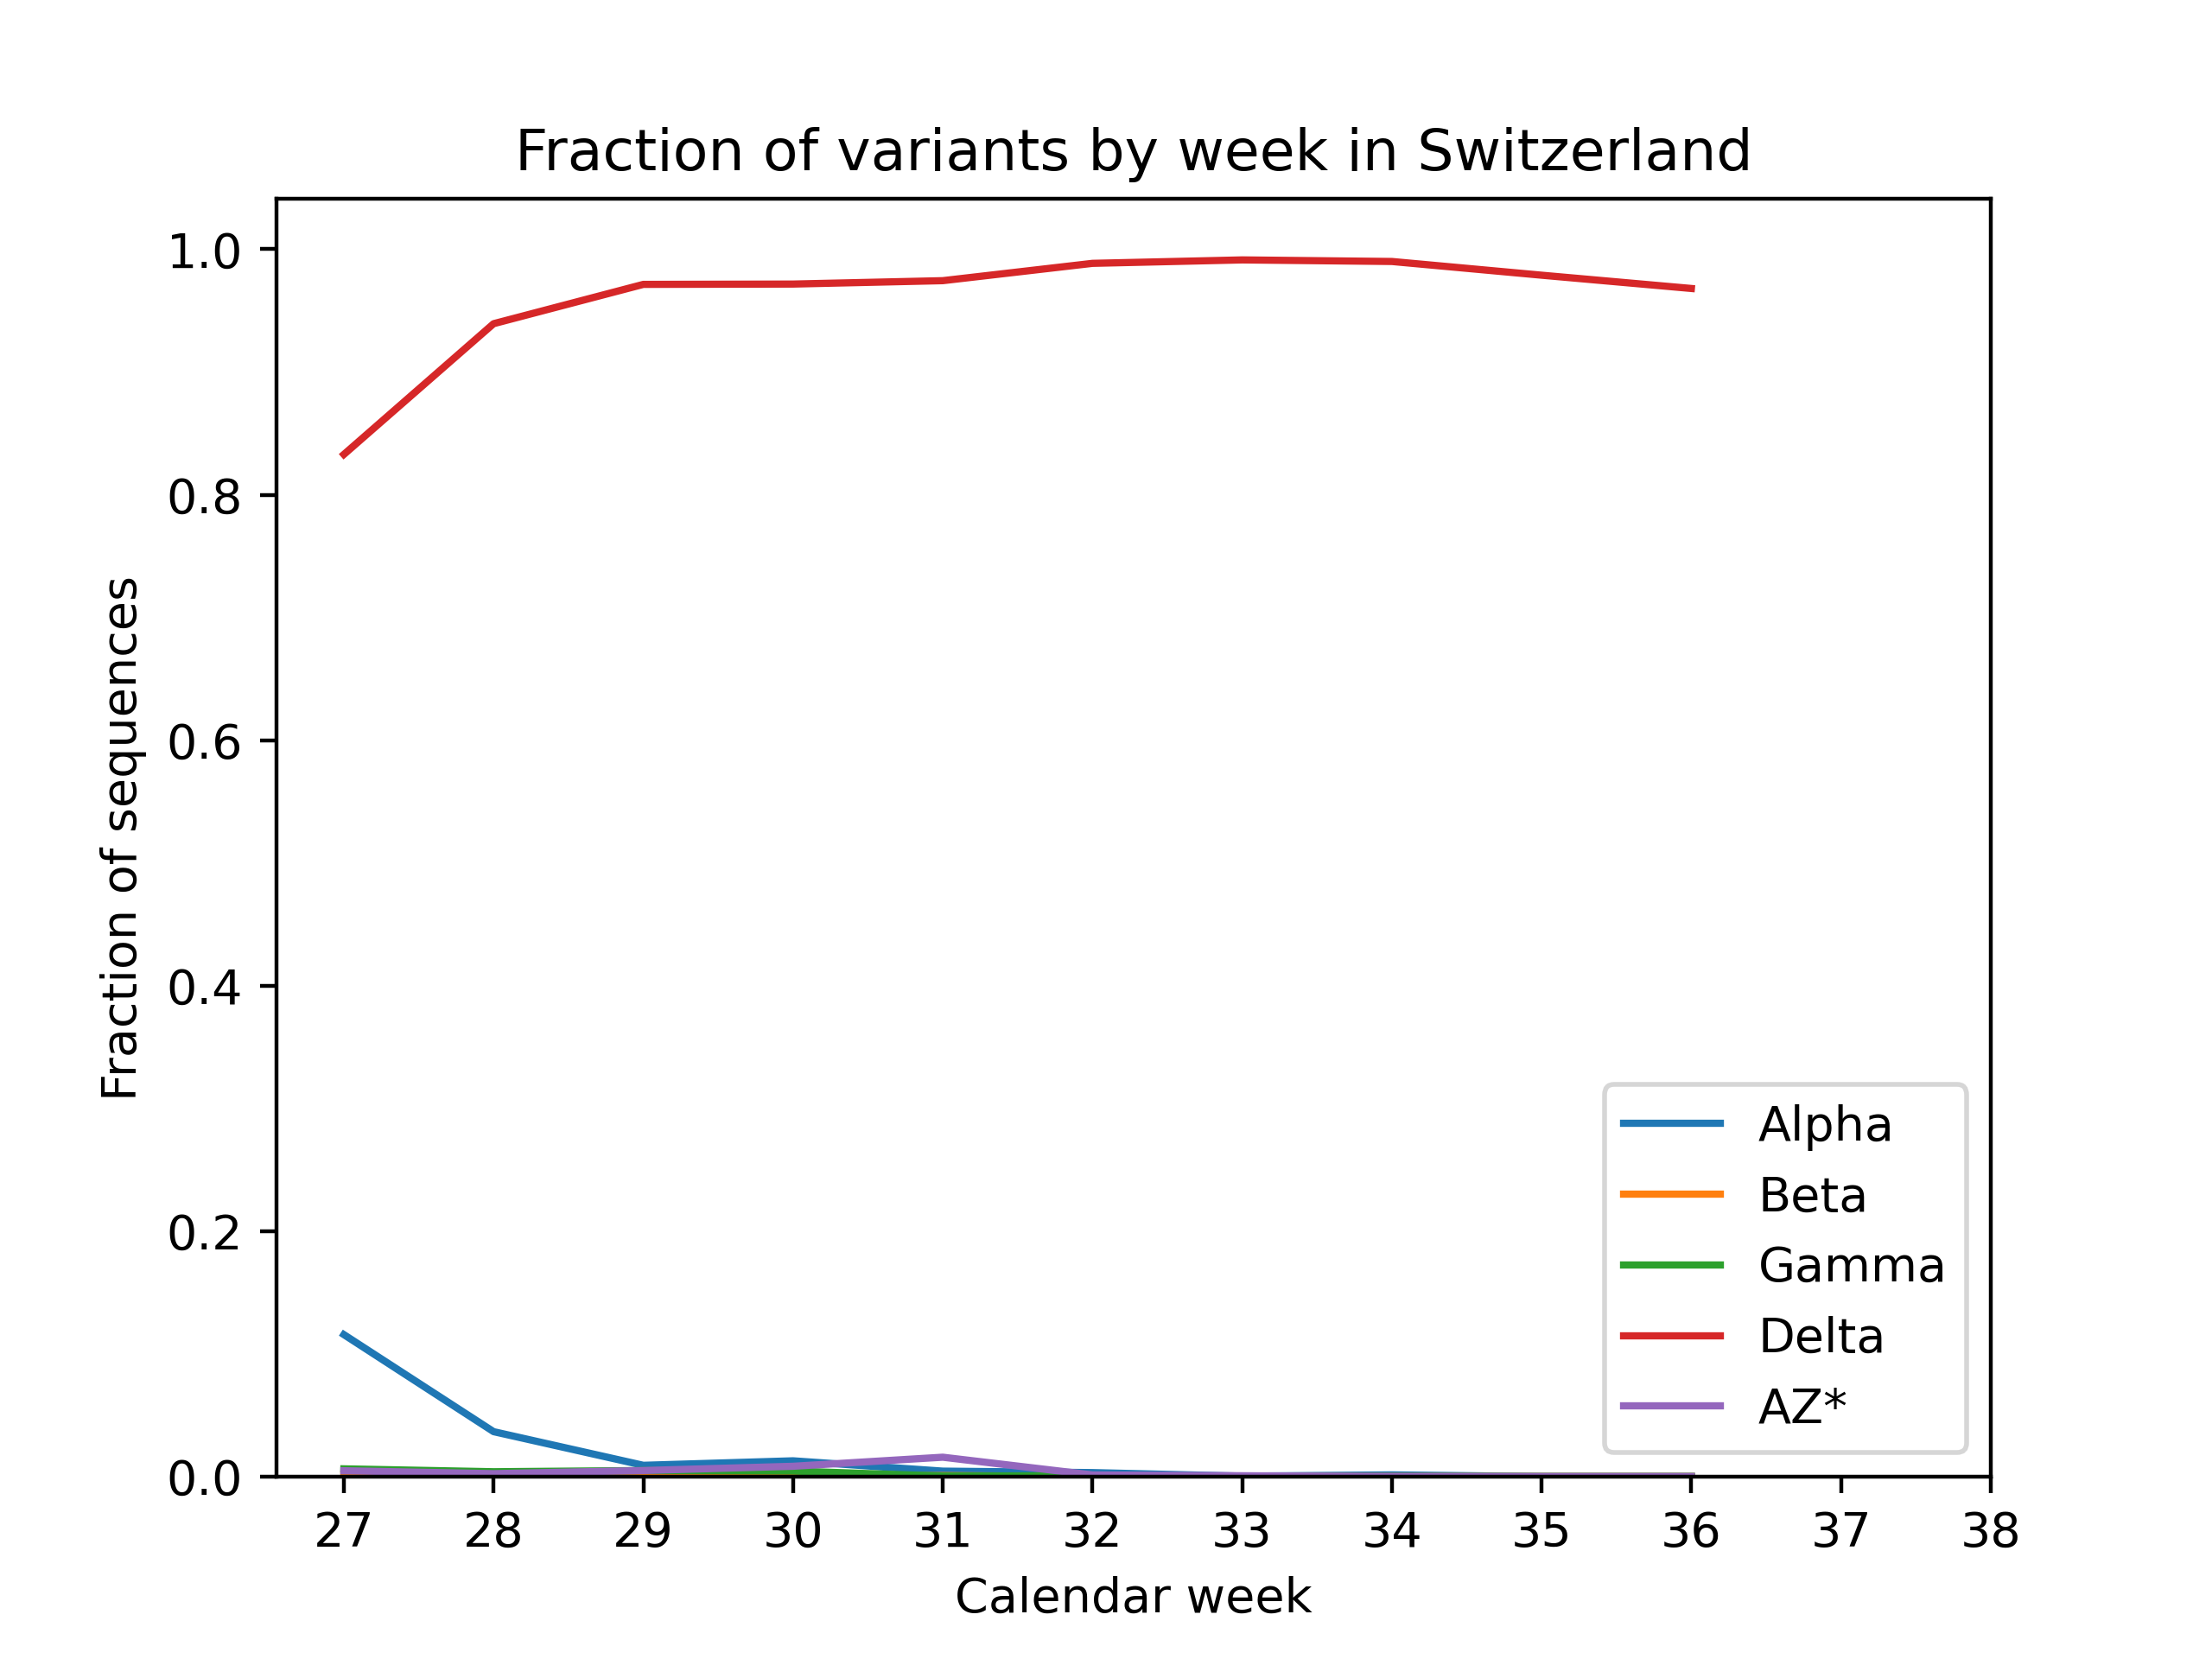 Fraction of variants by week in Switzerland
1.0
0.8
0.6
0.4
0.2
0.0
Fraction of sequences
Alpha
Beta
Gamma
Delta
AZ*
27 28 29 30 31 32 33 34 35 36 37 38
Calendar week